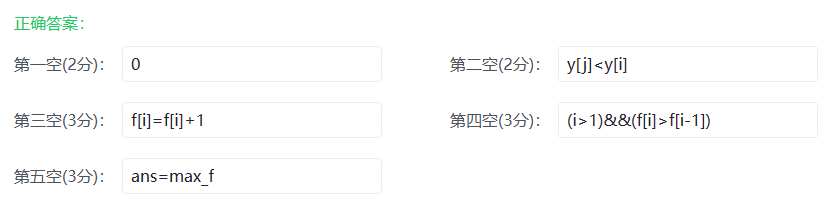 正确答案：
第一空(2分)： 0 第二空(2分)： y[j]<y[i]
第三空(3分)： f[i]=f[i]+1 第四空(3分)： (i>1)&&(f[i]>f[i-1])
第五空(3分)： ans=max_f